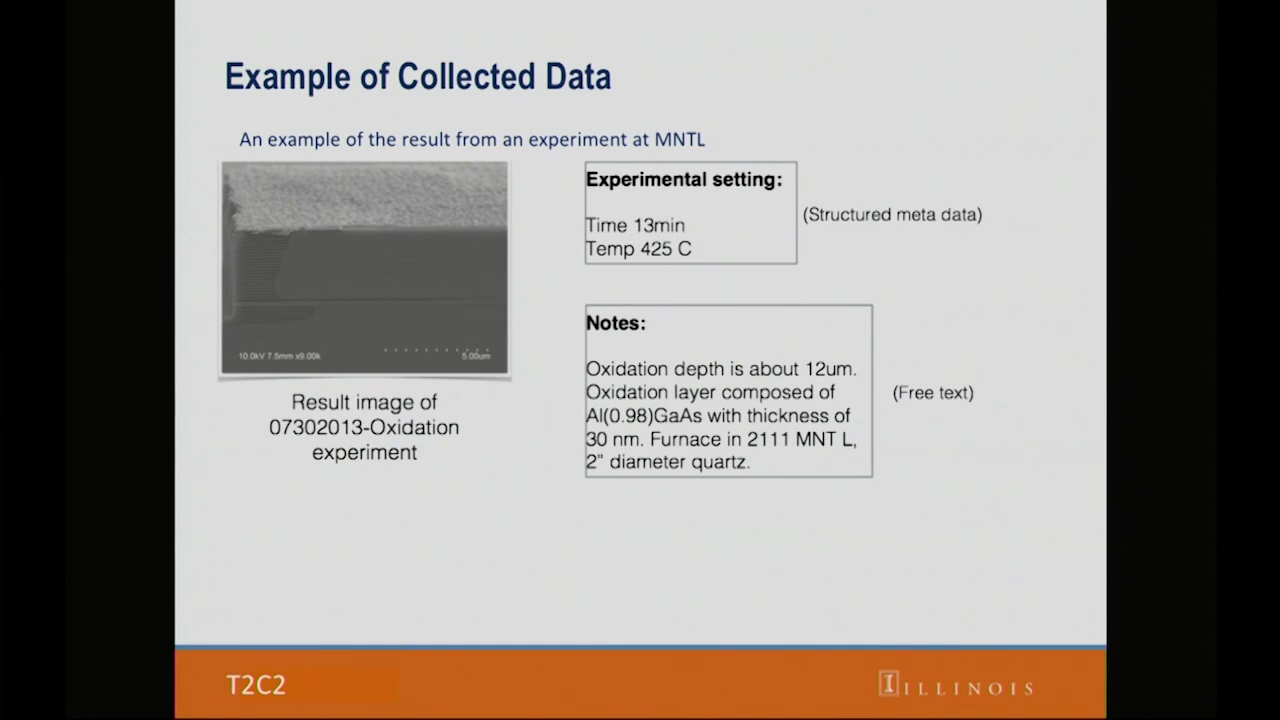 Example of Collected Data
An example of the result from an experiment at MNTL
10.0kV 7.5mm x9.00k
5.00um
Result image of
07302013-Oxidation
experiment
Experimental setting:
Time 13min
Temp 425 C
(Structured meta data)
Notes:
Oxidation depth is about 12um.
Oxidation layer composed of
Al(0.98)GaAs with thickness of
30 nm. Furnace in 2111 MNT L,
2" diameter quartz.
(Free text)
T2C2
I ILLINOIS